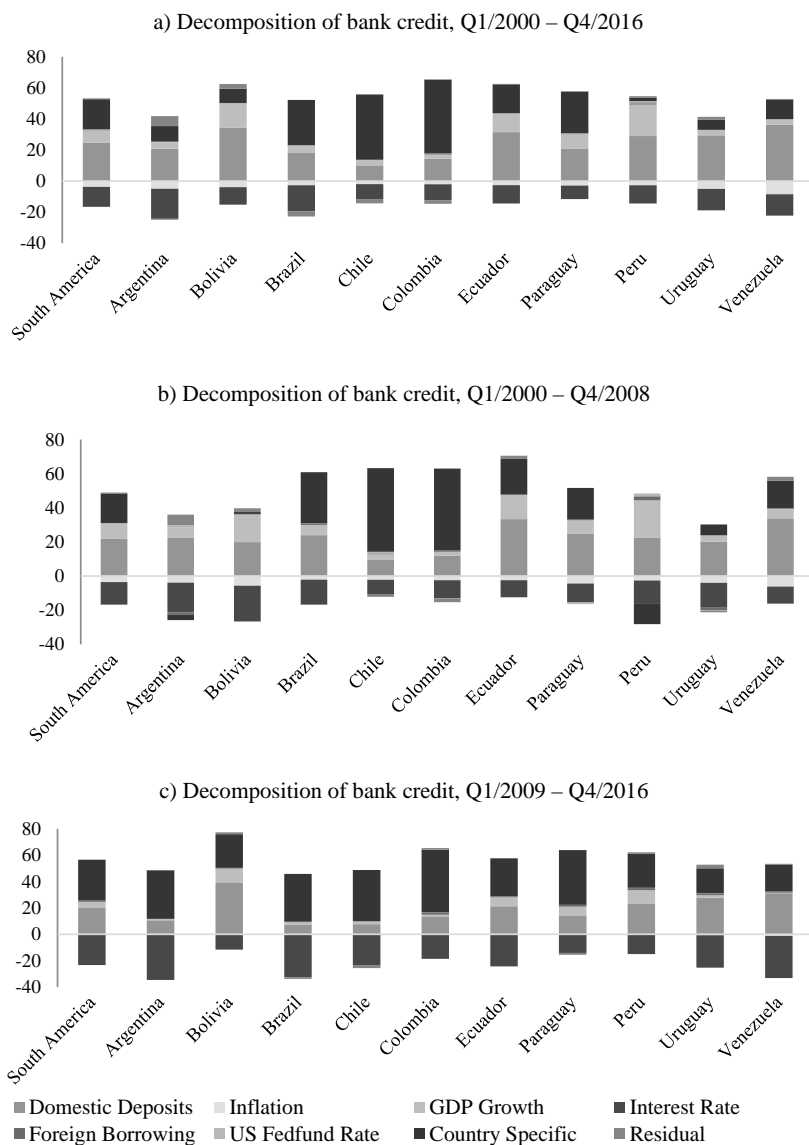 a) Decomposition of bank credit, Q1/2000 – Q4/2016
80
60
40
20
0
-20
-40
South America
Argentina
Bolivia
Brazil
Chile
Colombia
Ecuador
Paraguay
Peru
Uruguay
Venezuela
b) Decomposition of bank credit, Q1/2000 – Q4/2008
80
60
40
20
0
-20
-40
South America
Argentina
Bolivia
Brazil
Chile
Colombia
Ecuador
Paraguay
Peru
Uruguay
Venezuela
c) Decomposition of bank credit, Q1/2009 – Q4/2016
80
60
40
20
0
-20
-40
South America
Argentina
Bolivia
Brazil
Chile
Colombia
Ecuador
Paraguay
Peru
Uruguay
Venezuela
Domestic Deposits Inflation GDP Growth Interest Rate
Foreign Borrowing US Fedfund Rate Country Specific Residual